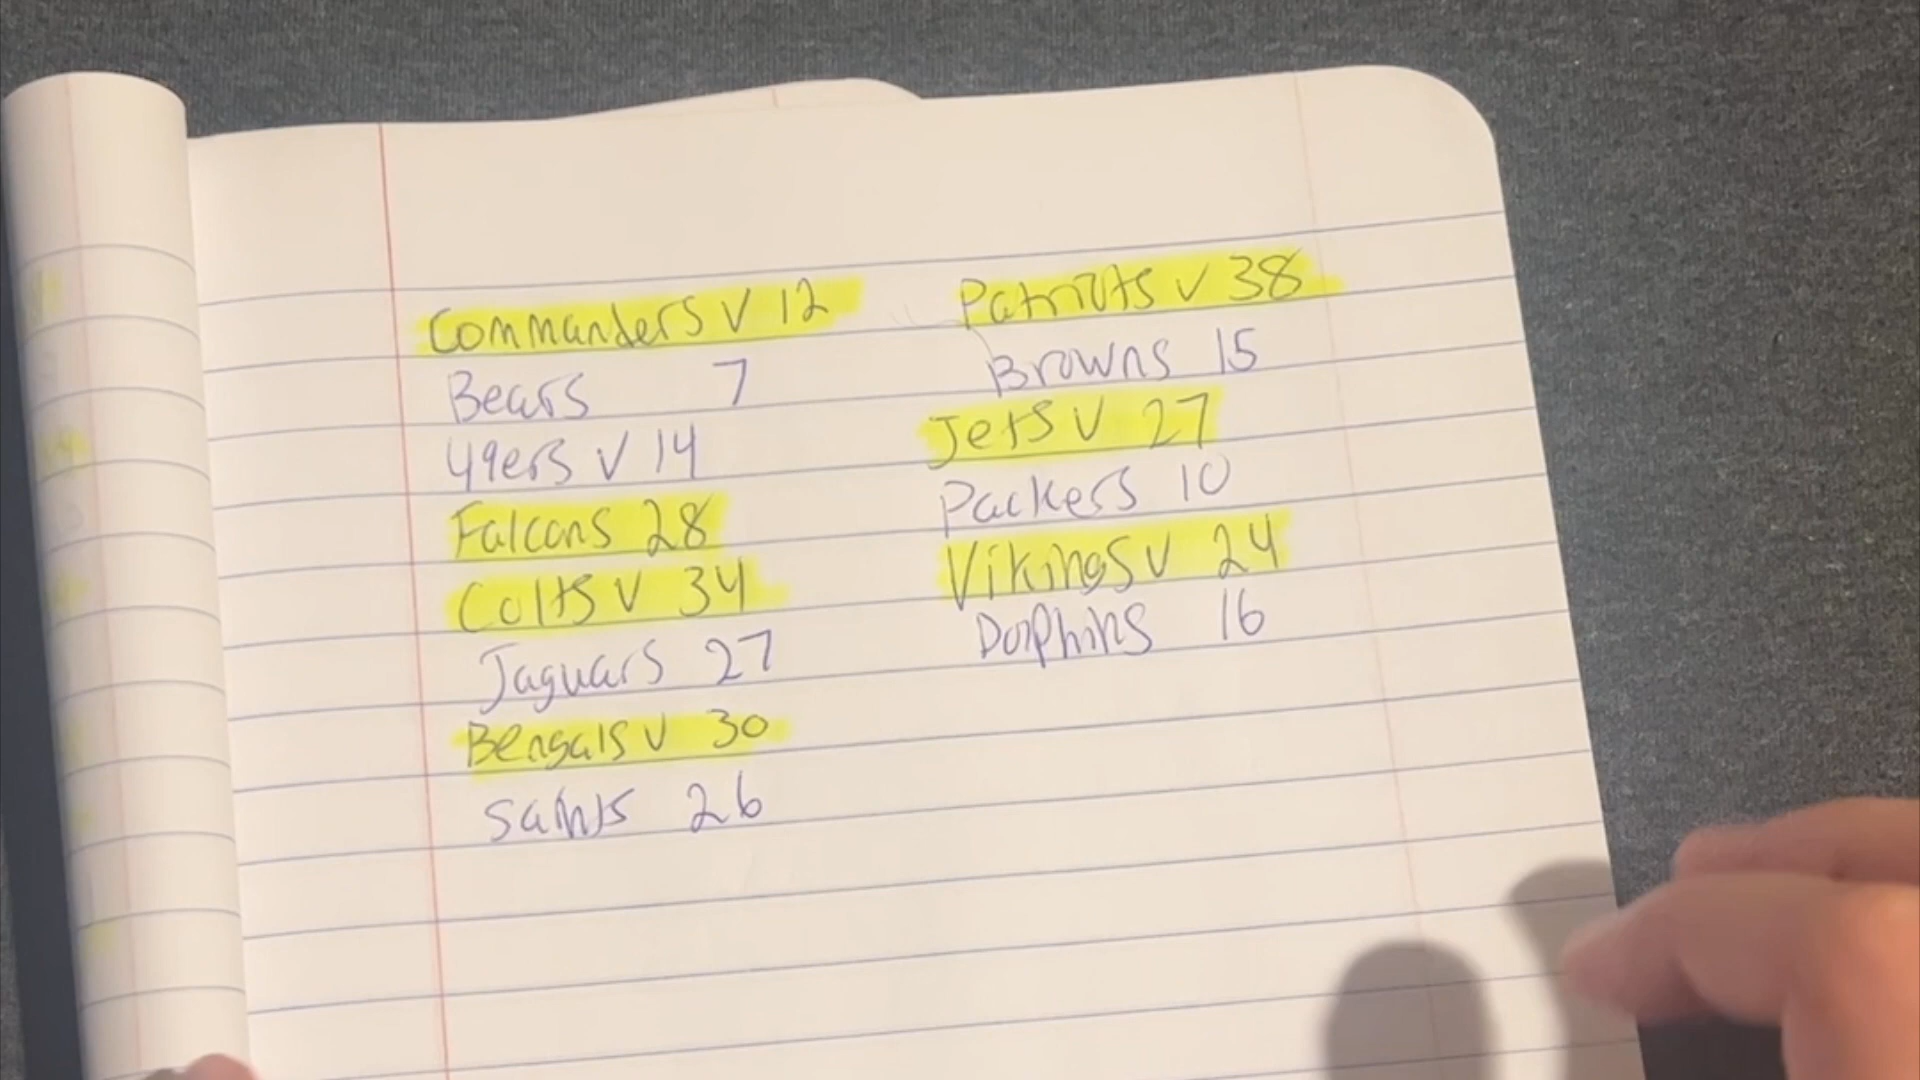 Commanders V 12
Bears 7
49ers V 14
Falcons 28
Colts V 34
Jaguars 27
Bengals V 30
Saints 26
Patriots V 38
Browns 15
Jets V 27
Packers 10
Vikings V 24
Dolphins 16